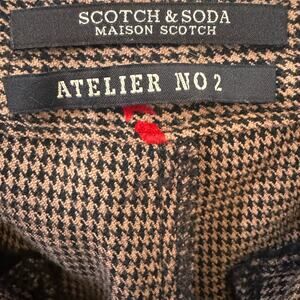 SCOTCH & SODA
MAISON SCOTCH
ATELIER NO 2